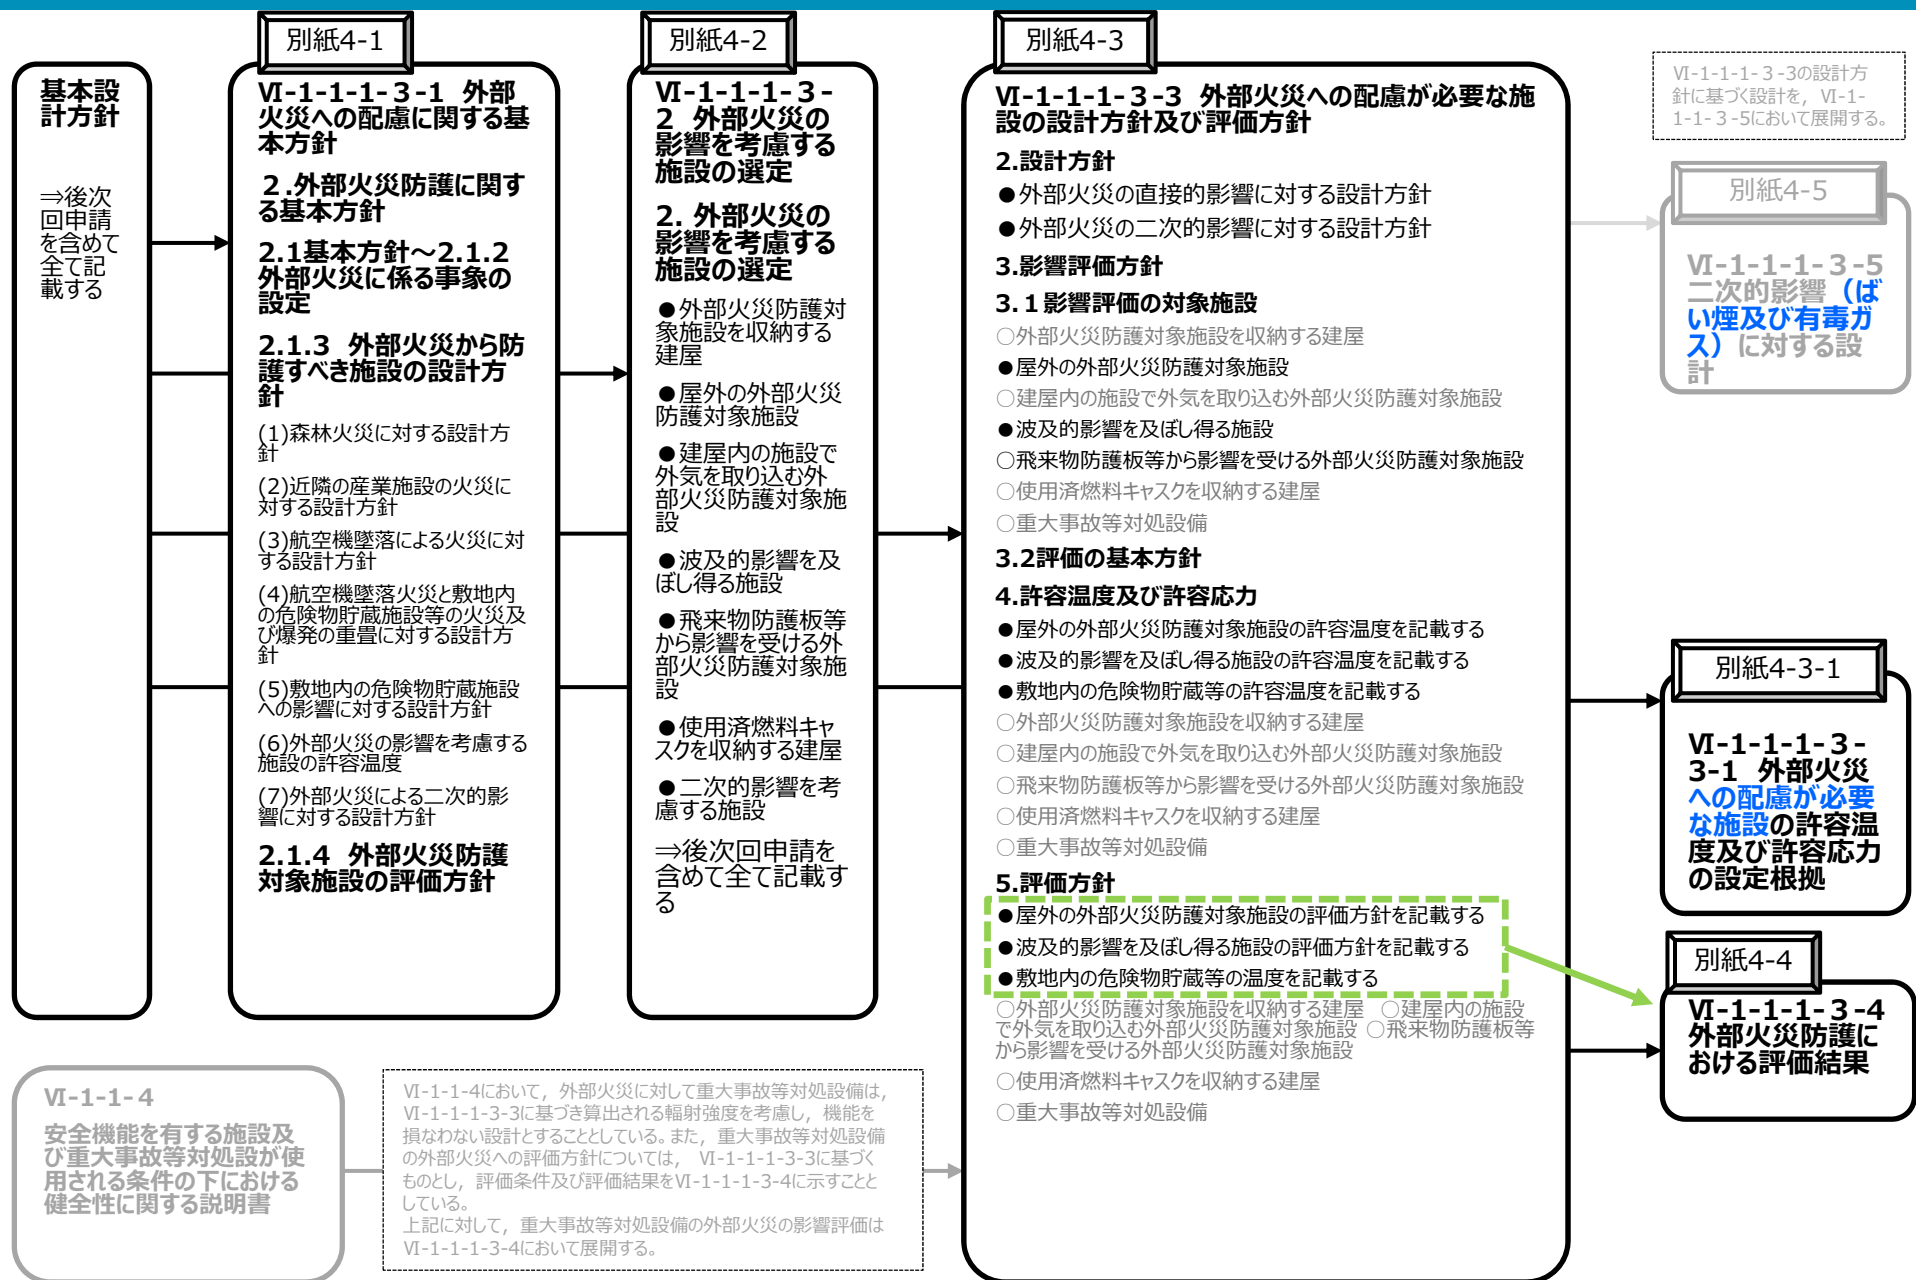 基本設
計方針
⇒後次
回申請
を含めて
全て記
載する
別紙4-1
Ⅵ-1-1-1-３-1 外部
火災への配慮に関する基
本方針
２.外部火災防護に関す
る基本方針
2.1基本方針～2.1.2
外部火災に係る事象の
設定
2.1.3 外部火災から防
護すべき施設の設計方
針
(1)森林火災に対する設計方
針
(2)近隣の産業施設の火災に
対する設計方針
(3)航空機墜落による火災に対
する設計方針
(4)航空機墜落火災と敷地内
の危険物貯蔵施設等の火災及
び爆発の重畳に対する設計方
針
(5)敷地内の危険物貯蔵施設
への影響に対する設計方針
(6)外部火災の影響を考慮する
施設の許容温度
(7)外部火災による二次的影
響に対する設計方針
2.1.4 外部火災防護
対象施設の評価方針
別紙4-2
Ⅵ-1-1-1-３-
2 外部火災の
影響を考慮する
施設の選定
2. 外部火災の
影響を考慮する
施設の選定
●外部火災防護対
象施設を収納する
建屋
●屋外の外部火災
防護対象施設
●建屋内の施設で
外気を取り込む外
部火災防護対象施
設
●波及的影響を及
ぼし得る施設
●飛来物防護板等
から影響を受ける外
部火災防護対象施
設
●使用済燃料キャ
スクを収納する建屋
●二次的影響を考
慮する施設
⇒後次回申請を
含めて全て記載す
る
別紙4-3
Ⅵ-1-1-1-３-3 外部火災への配慮が必要な施
設の設計方針及び評価方針
2.設計方針
●外部火災の直接的影響に対する設計方針
●外部火災の二次的影響に対する設計方針
3.影響評価方針
3.１影響評価の対象施設
○外部火災防護対象施設を収納する建屋
●屋外の外部火災防護対象施設
○建屋内の施設で外気を取り込む外部火災防護対象施設
●波及的影響を及ぼし得る施設
○飛来物防護板等から影響を受ける外部火災防護対象施設
○使用済燃料キャスクを収納する建屋
○重大事故等対処設備
3.2評価の基本方針
4.許容温度及び許容応力
●屋外の外部火災防護対象施設の許容温度を記載する
●波及的影響を及ぼし得る施設の許容温度を記載する
●敷地内の危険物貯蔵等の許容温度を記載する
○外部火災防護対象施設を収納する建屋
○建屋内の施設で外気を取り込む外部火災防護対象施設
○飛来物防護板等から影響を受ける外部火災防護対象施設
○使用済燃料キャスクを収納する建屋
○重大事故等対処設備
5.評価方針
●屋外の外部火災防護対象施設の評価方針を記載する
●波及的影響を及ぼし得る施設の評価方針を記載する
●敷地内の危険物貯蔵等の温度を記載する
○外部火災防護対象施設を収納する建屋 ○建屋内の施設
で外気を取り込む外部火災防護対象施設 ○飛来物防護板等
から影響を受ける外部火災防護対象施設
○使用済燃料キャスクを収納する建屋
○重大事故等対処設備
Ⅵ-1-1-1-３-3の設計方
針に基づく設計を，Ⅵ-1-
1-1-３-5において展開する。
別紙4-5
Ⅵ-1-1-1-３-5
二次的影響（ば
い煙及び有毒ガ
ス）に対する設
計
別紙4-3-1
Ⅵ-1-1-1-３-
3-1 外部火災
への配慮が必要
な施設の許容温
度及び許容応力
の設定根拠
別紙4-4
Ⅵ-1-1-1-３-4
外部火災防護に
おける評価結果
Ⅵ-1-1-４
安全機能を有する施設及
び重大事故等対処設が使
用される条件の下における
健全性に関する説明書
Ⅵ-1-1-4において，外部火災に対して重大事故等対処設備は，
Ⅵ-1-1-1-3-3に基づき算出される輻射強度を考慮し，機能を
損なわない設計とすることとしている。また，重大事故等対処設備
の外部火災への評価方針については， Ⅵ-1-1-1-3-3に基づく
ものとし，評価条件及び評価結果をⅥ-1-1-1-3-4に示すことと
している。
上記に対して，重大事故等対処設備の外部火災の影響評価は
Ⅵ-1-1-1-3-4において展開する。